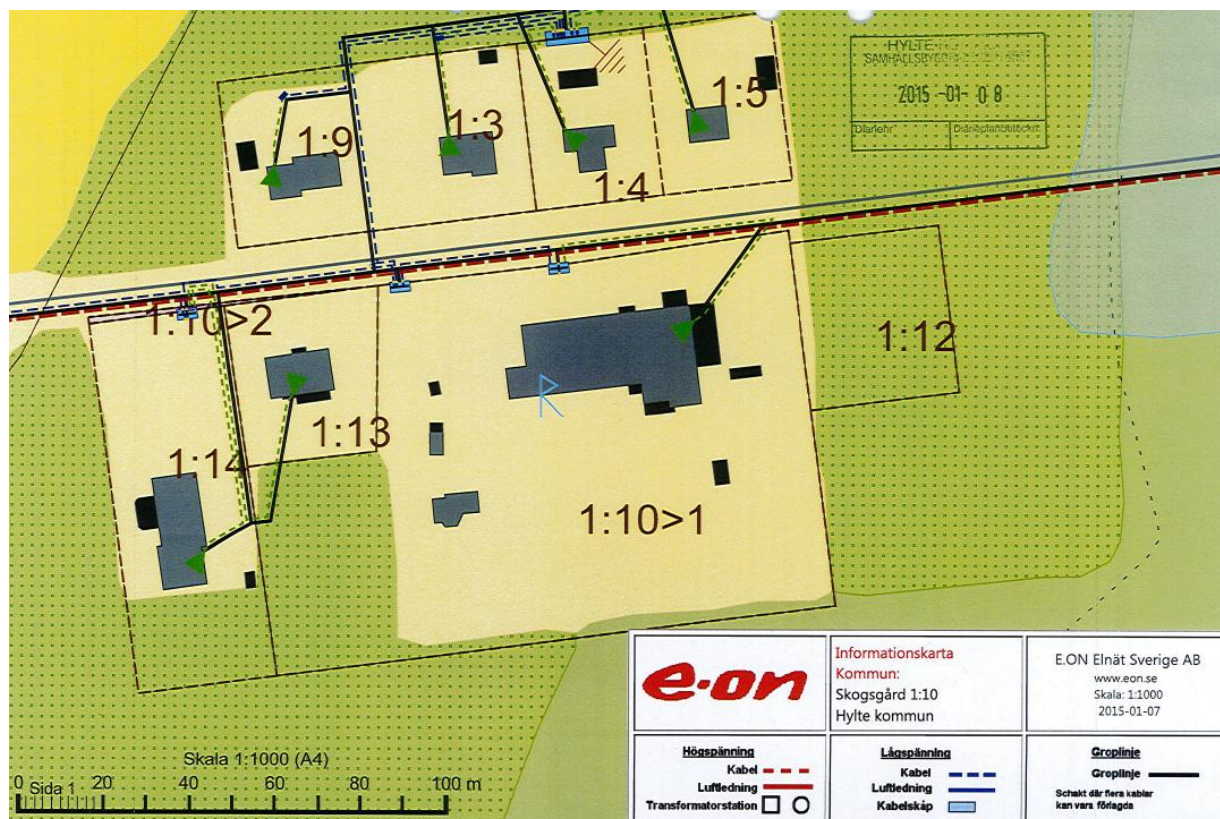 HYLTE
2015 -01- 0 8
1:9
1:3
1:4
1:5
1:10>2
1:12
1:13
1:14
1:10>1
R
Skala 1:1000 (A4)
0 20 40 60 80 100 m
Sida 1
e·on
Informationskarta
Kommun:
Skogsgård 1:10
Hylte kommun
E.ON Elnät Sverige AB
www.eon.se
Skala: 1:1000
2015-01-07
Högspänning
Kabel
Luftledning
Transformatorstation
Lågspänning
Kabel
Luftledning
Kabelskåp
Groplinje
Groplinje
Schakt där flera kablar
kan vara förlagda